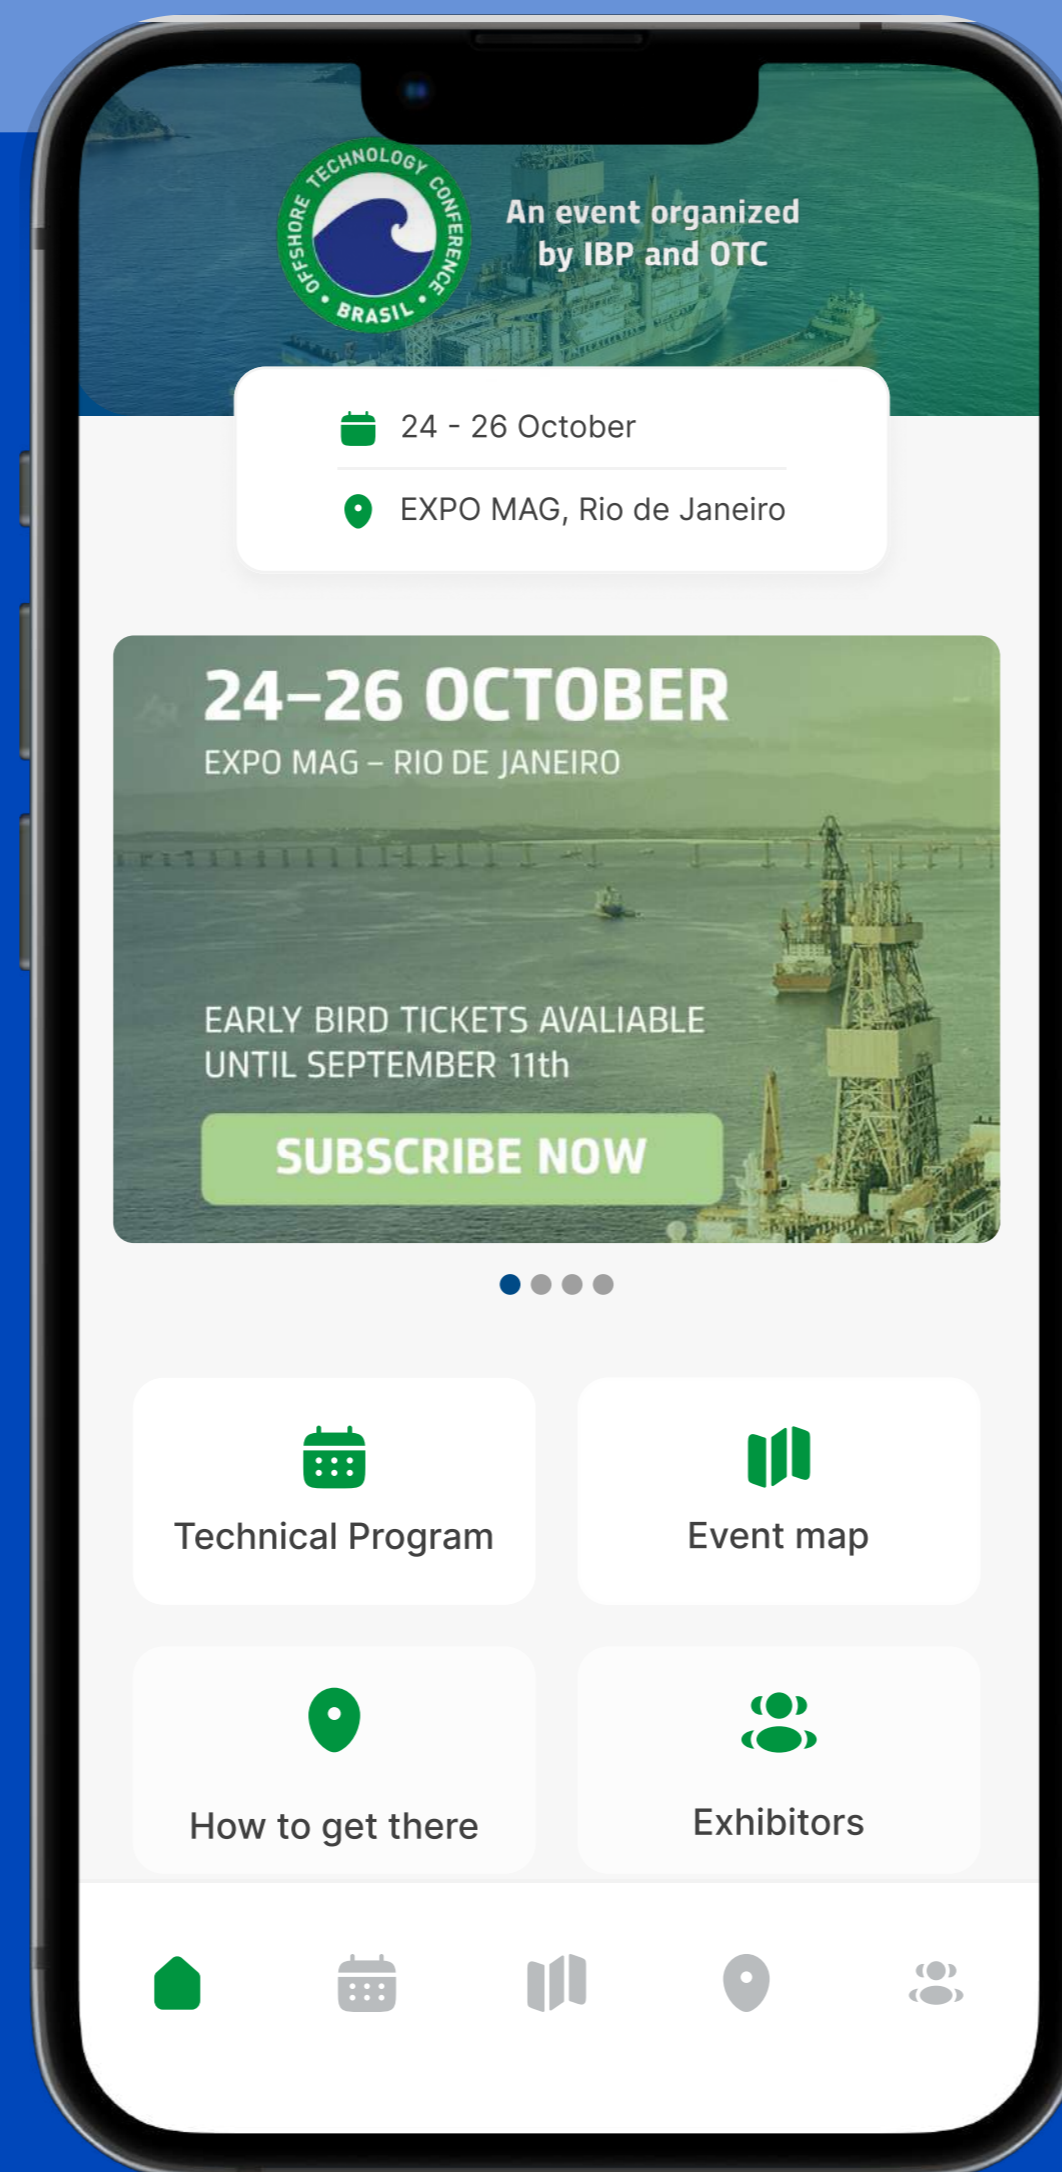 OFFSHORE TECHNOLOGY CONFERENCE
• BRASIL •
An event organized
by IBP and OTC
24 - 26 October
EXPO MAG, Rio de Janeiro
24–26 OCTOBER
EXPO MAG – RIO DE JANEIRO
EARLY BIRD TICKETS AVALIABLE
UNTIL SEPTEMBER 11th
SUBSCRIBE NOW
Technical Program
Event map
How to get there
Exhibitors